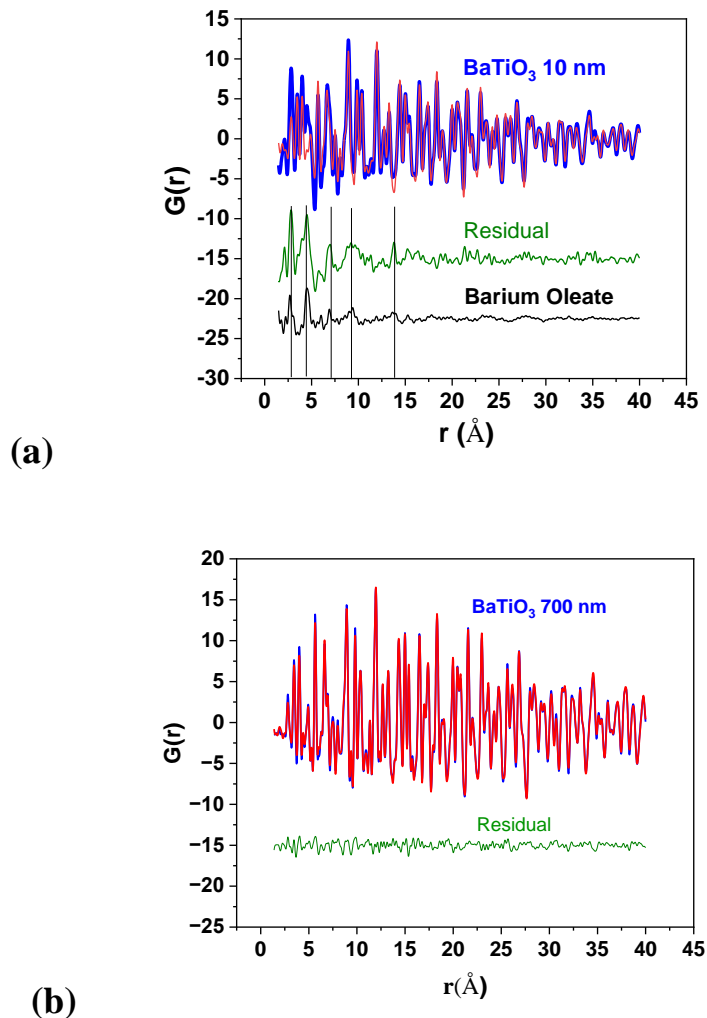 15
10
5
0
-5
-10
-15
-20
-25
-30
G(r)
BaTiO₃ 10 nm
Residual
Barium Oleate
0 5 10 15 20 25 30 35 40 45
r (Å)
(a)
20
15
10
5
0
−5
−10
−15
−20
−25
G(r)
BaTiO₃ 700 nm
Residual
0 5 10 15 20 25 30 35 40 45
r(Å)
(b)